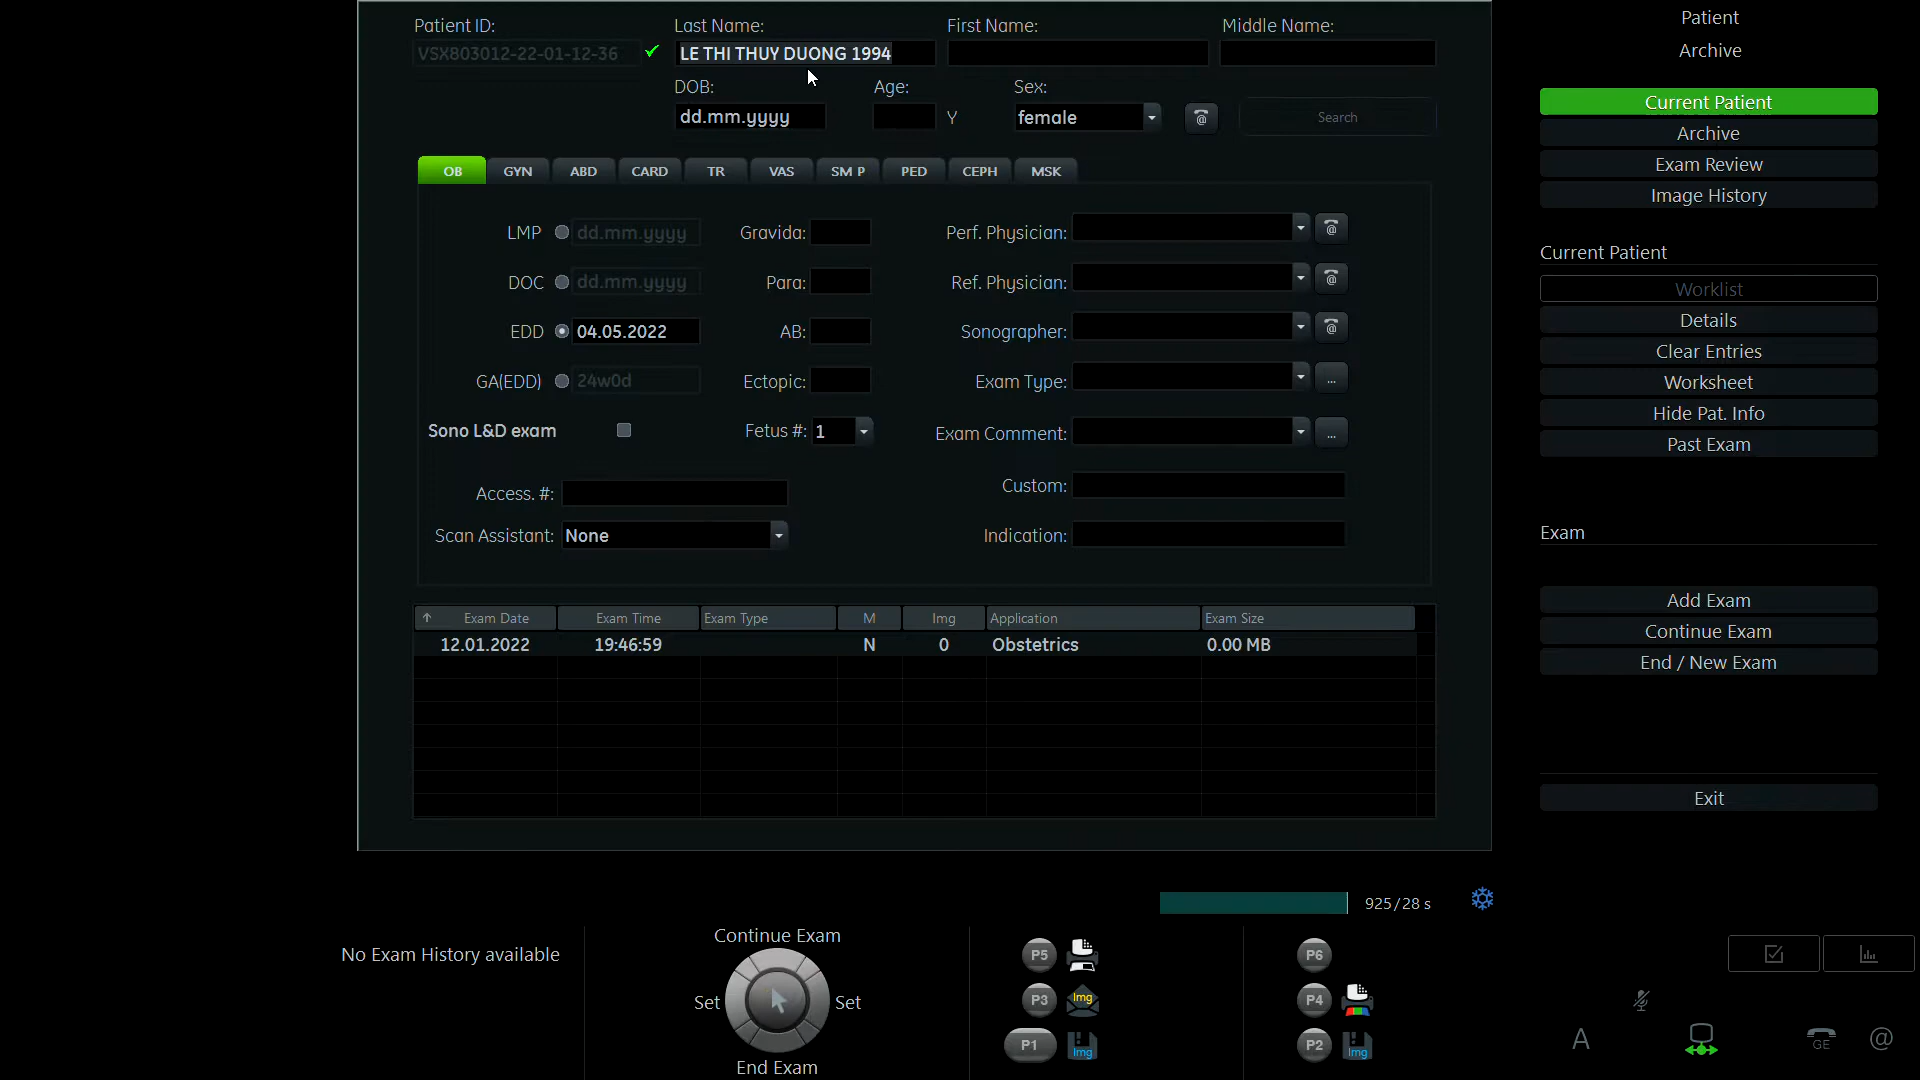 Patient ID:
VSX803012-22-01-12-36
Last Name:
LE THI THUY DUONG 1994
First Name:
Middle Name:
DOB:
dd.mm.yyyy
Age:
Y
Sex:
female
@
Search
OB
GYN
ABD
CARD
TR
VAS
SM P
PED
CEPH
MSK
LMP
dd.mm.yyyy
DOC
dd.mm.yyyy
EDD
04.05.2022
GA(EDD)
24w0d
Sono L&D exam
Gravida:
Para:
AB:
Ectopic:
Fetus #:
1
Access. #:
Scan Assistant:
None
Perf. Physician:
@
Ref. Physician:
@
Sonographer:
@
Exam Type:
...
Exam Comment:
...
Custom:
Indication:
Exam Date Exam Time Exam Type M Img Application Exam Size
12.01.2022 19:46:59 N 0 Obstetrics 0.00 MB
Patient
Archive
Current Patient
Archive
Exam Review
Image History
Current Patient
Worklist
Details
Clear Entries
Worksheet
Hide Pat. Info
Past Exam
Exam
Add Exam
Continue Exam
End / New Exam
Exit
925/28 s
No Exam History available
Continue Exam
Set
Set
End Exam
P5
P3
Img
P1
Img
P6
P4
P2
Img
A
GE
@